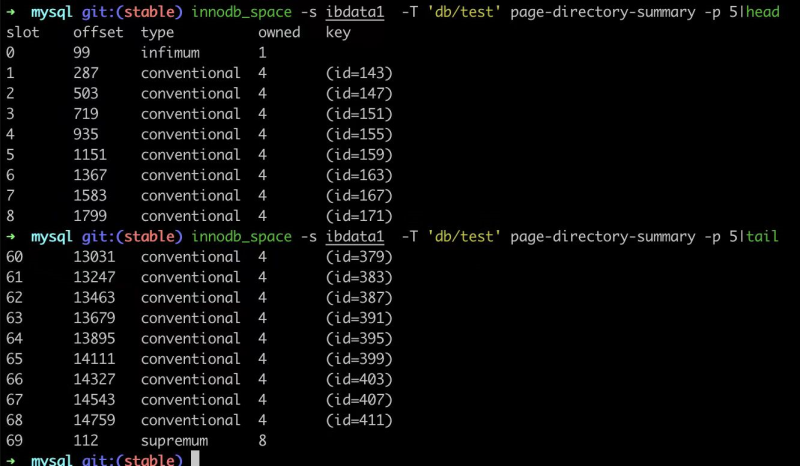 ➜  mysql git:(stable) innodb_space -s ibdata1  -T 'db/test' page-directory-summary -p 5|head
slot    offset  type          owned   key
0       99      infimum       1
1       287     conventional  4       (id=143)
2       503     conventional  4       (id=147)
3       719     conventional  4       (id=151)
4       935     conventional  4       (id=155)
5       1151    conventional  4       (id=159)
6       1367    conventional  4       (id=163)
7       1583    conventional  4       (id=167)
8       1799    conventional  4       (id=171)
➜  mysql git:(stable) innodb_space -s ibdata1  -T 'db/test' page-directory-summary -p 5|tail
60      13031   conventional  4       (id=379)
61      13247   conventional  4       (id=383)
62      13463   conventional  4       (id=387)
63      13679   conventional  4       (id=391)
64      13895   conventional  4       (id=395)
65      14111   conventional  4       (id=399)
66      14327   conventional  4       (id=403)
67      14543   conventional  4       (id=407)
68      14759   conventional  4       (id=411)
69      112     supremum      8
➜  mysql git:(stable)